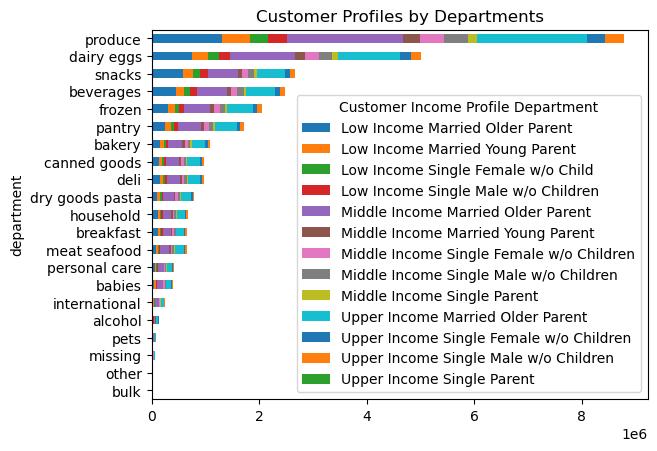 Customer Profiles by Departments
department
produce
dairy eggs
snacks
beverages
frozen
pantry
bakery
canned goods
deli
dry goods pasta
household
breakfast
meat seafood
personal care
babies
international
alcohol
pets
missing
other
bulk
Customer Income Profile Department
Low Income Married Older Parent
Low Income Married Young Parent
Low Income Single Female w/o Child
Low Income Single Male w/o Children
Middle Income Married Older Parent
Middle Income Married Young Parent
Middle Income Single Female w/o Children
Middle Income Single Male w/o Children
Middle Income Single Parent
Upper Income Married Older Parent
Upper Income Single Female w/o Children
Upper Income Single Male w/o Children
Upper Income Single Parent
0 2 4 6 8
1e6